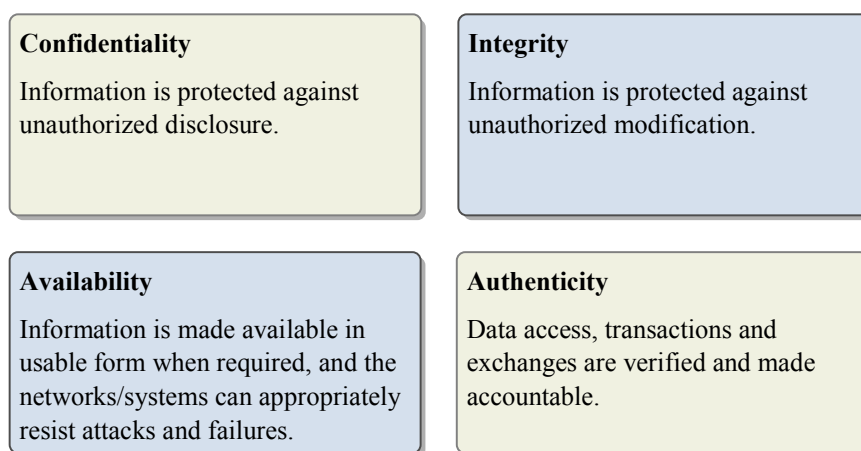 Confidentiality
Information is protected against
unauthorized disclosure.
Integrity
Information is protected against
unauthorized modification.
Availability
Information is made available in
usable form when required, and the
networks/systems can appropriately
resist attacks and failures.
Authenticity
Data access, transactions and
exchanges are verified and made
accountable.